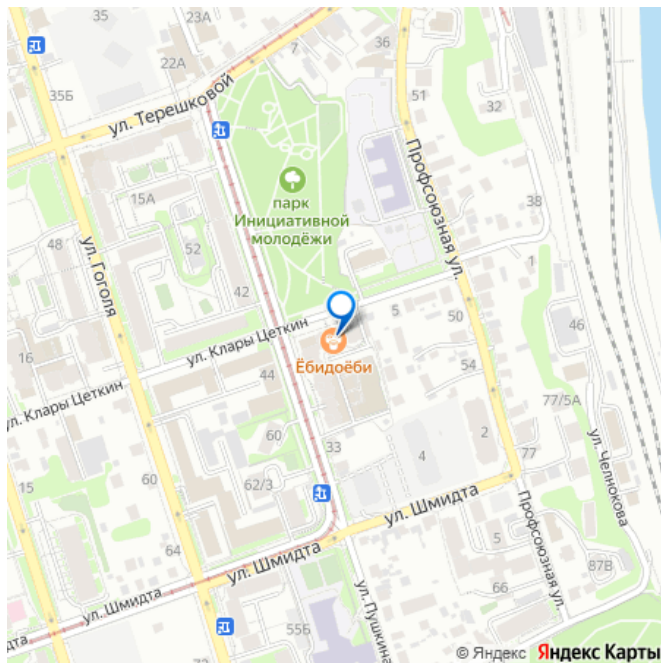 23А
36
7
22А
35Б
ул. Терешковой
51
32
Профсоюзная ул.
парк
Инициативной
молодёжи
15А
38
48
52
ул. Гоголя
42
1
5
50
46
ул. Клары Цеткин
16
Ёбидоёби
44
54
77/5А
ул. Клары Цеткин
60
33
2
4
77
ул. Челнокова
60
62/3
15
ул. Шмидта
Профсоюзная ул.
64
5
ул. Шмидта
87В
66
ул. Шмидта
ул. Пушкина
55Б
© Яндекс Яндекс Карты